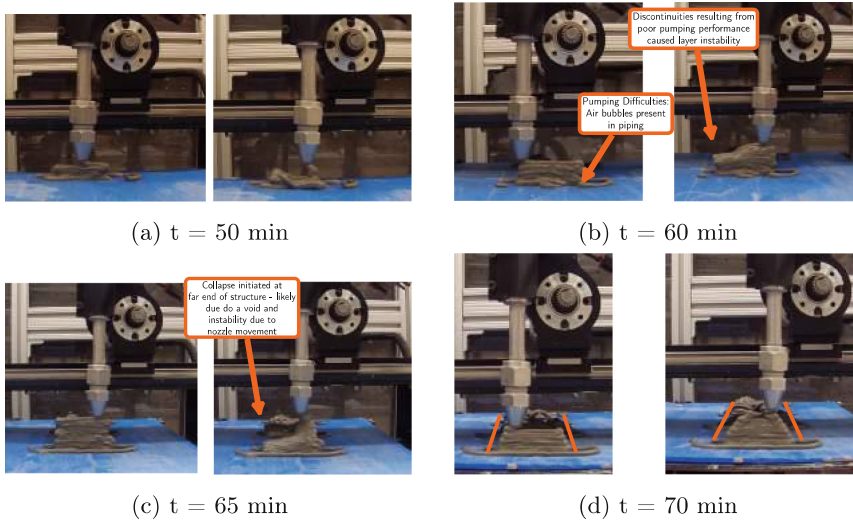 Discontinuities resulting from
poor pumping performance
caused layer instability
Pumping Difficulties:
Air bubbles present
in piping
(a) t = 50 min
(b) t = 60 min
Collapse initiated at
far end of structure - likely
due do a void and
instability due to
nozzle movement
(c) t = 65 min
(d) t = 70 min